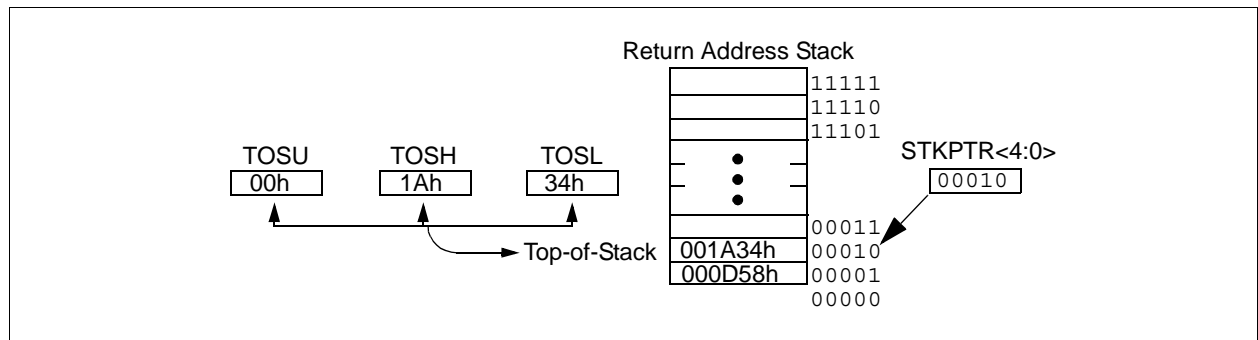 Return Address Stack
11111
11110
11101
TOSU TOSH TOSL STKPTR<4:0>
00h 1Ah 34h 00010
00011
Top-of-Stack 001A34h 00010
000D58h 00001
00000